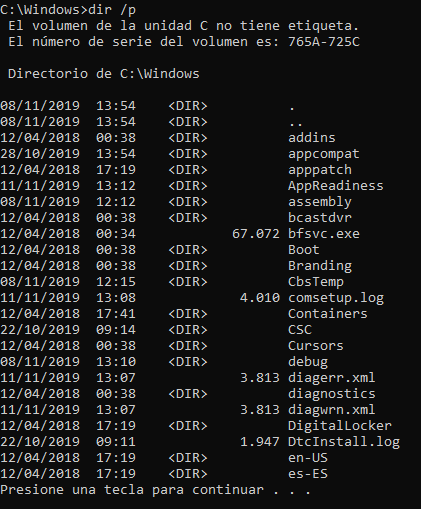 C:\Windows>dir /p
El volumen de la unidad C no tiene etiqueta.
El número de serie del volumen es: 765A-725C
Directorio de C:\Windows
08/11/2019 13:54 <DIR> .
08/11/2019 13:54 <DIR> ..
12/04/2018 00:38 <DIR> addins
28/10/2019 13:54 <DIR> appcompat
12/04/2018 17:19 <DIR> apppatch
11/11/2019 13:12 <DIR> AppReadiness
08/11/2019 12:12 <DIR> assembly
12/04/2018 00:38 <DIR> bcastdvr
12/04/2018 00:34 67.072 bfsvc.exe
12/04/2018 00:38 <DIR> Boot
12/04/2018 00:38 <DIR> Branding
08/11/2019 12:15 <DIR> CbsTemp
11/11/2019 13:08 4.010 comsetup.log
12/04/2018 17:41 <DIR> Containers
22/10/2019 09:14 <DIR> CSC
12/04/2018 00:38 <DIR> Cursors
08/11/2019 13:10 <DIR> debug
11/11/2019 13:07 3.813 diagerr.xml
12/04/2018 00:38 <DIR> diagnostics
11/11/2019 13:07 3.813 diagwrn.xml
12/04/2018 17:19 <DIR> DigitalLocker
22/10/2019 09:11 1.947 DtcInstall.log
12/04/2018 17:19 <DIR> en-US
12/04/2018 17:19 <DIR> es-ES
Presione una tecla para continuar . . .